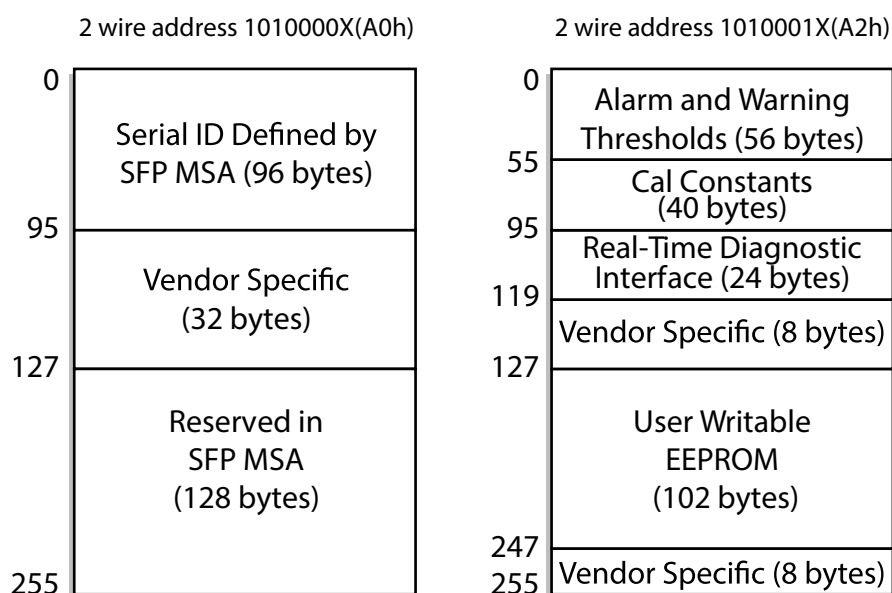 2 wire address 1010000X(A0h)
0
Serial ID Defined by
SFP MSA (96 bytes)
95
Vendor Specific
(32 bytes)
127
Reserved in
SFP MSA
(128 bytes)
255
2 wire address 1010001X(A2h)
0
Alarm and Warning
Thresholds (56 bytes)
55
Cal Constants
(40 bytes)
95
Real-Time Diagnostic
Interface (24 bytes)
119
Vendor Specific (8 bytes)
127
User Writable
EEPROM
(102 bytes)
247
Vendor Specific (8 bytes)
255